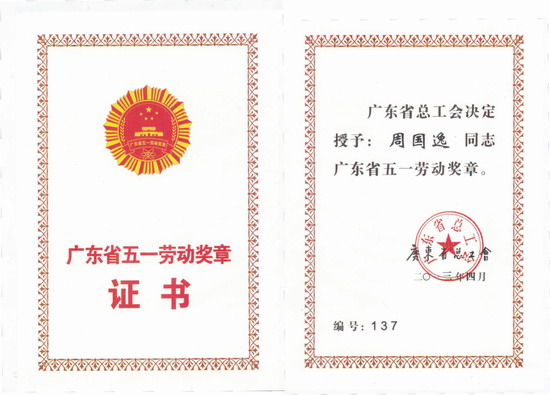 广东省五一劳动奖章
广东省五一劳动奖章
证书
广东省总工会决定
授予：周国逸 同志
广东省五一劳动奖章。
广东省总工会
廣東省总工會
二〇一三年四月
编号：137